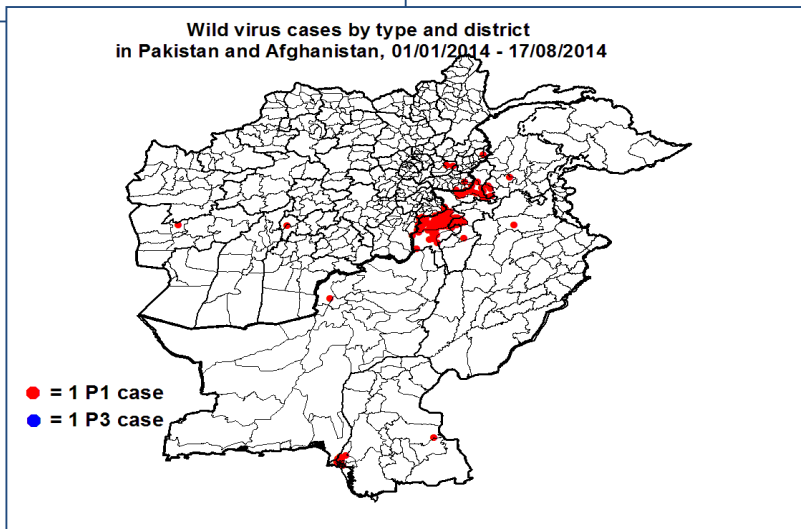 Wild virus cases by type and district
in Pakistan and Afghanistan, 01/01/2014 - 17/08/2014
= 1 P1 case
= 1 P3 case